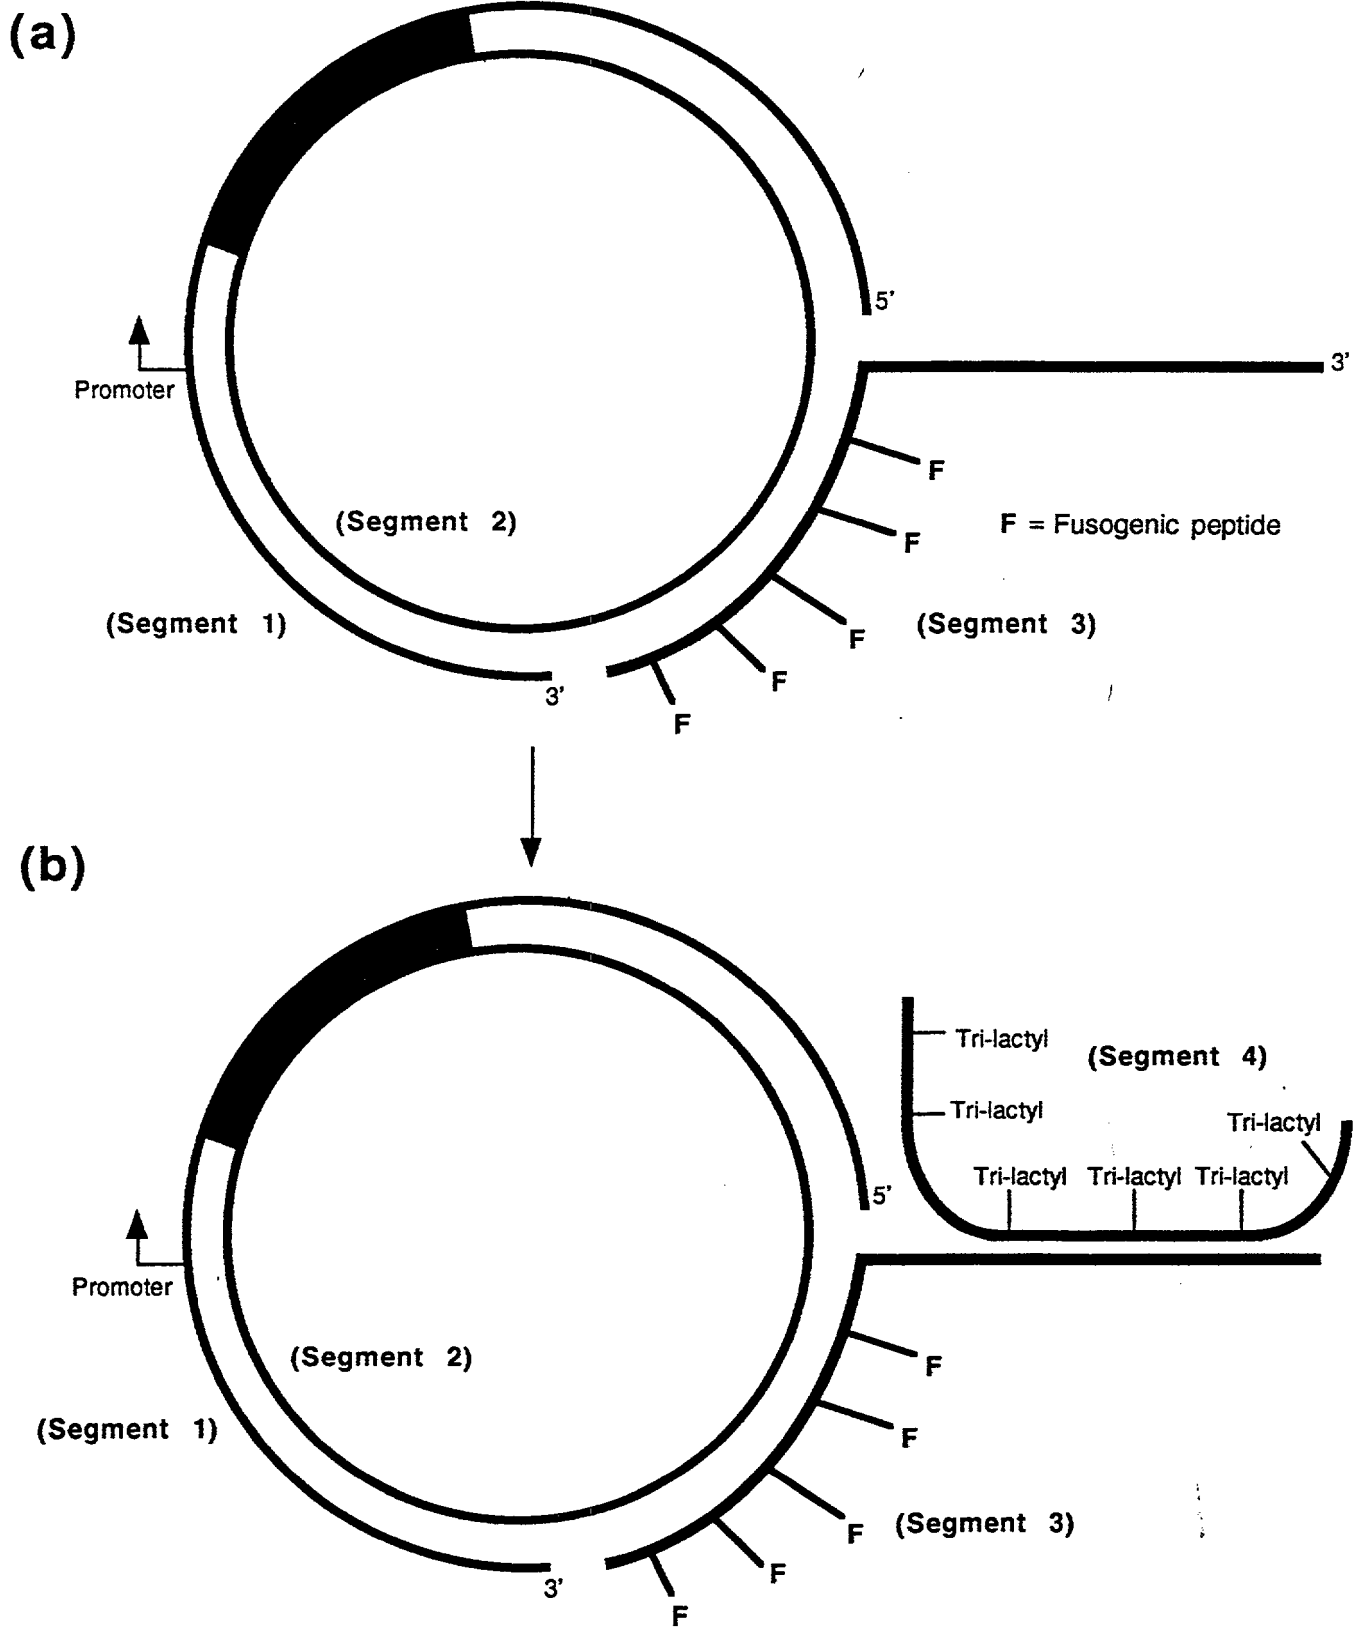 (a)
5'
3'
Promoter
F
(Segment 2)
F
F = Fusogenic peptide
(Segment 1)
F
(Segment 3)
F
3'
F
(b)
Tri-lactyl
(Segment 4)
Tri-lactyl
Tri-lactyl
Tri-lactyl Tri-lactyl Tri-lactyl
5'
Promoter
(Segment 2)
F
(Segment 1)
F
F
(Segment 3)
F
3'
F